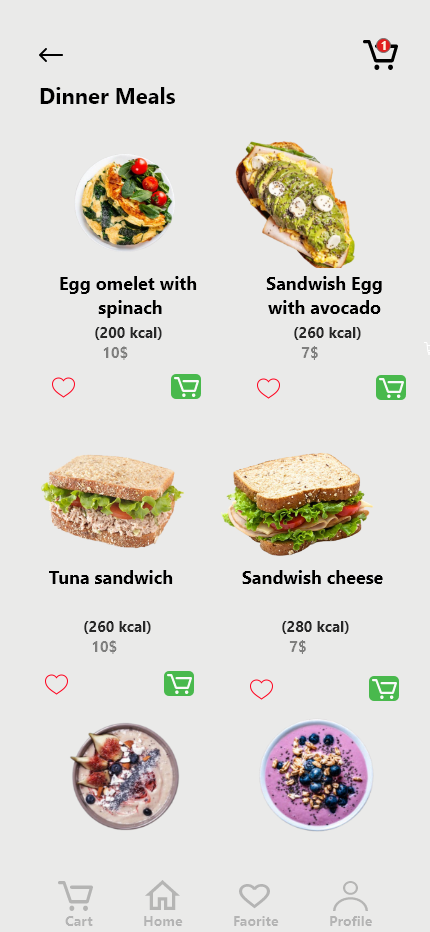 1
Dinner Meals
Egg omelet with
spinach
(200 kcal)
10$
Sandwish Egg
with avocado
(260 kcal)
7$
Tuna sandwich
(260 kcal)
10$
Sandwish cheese
(280 kcal)
7$
Cart
Home
Faorite
Profile